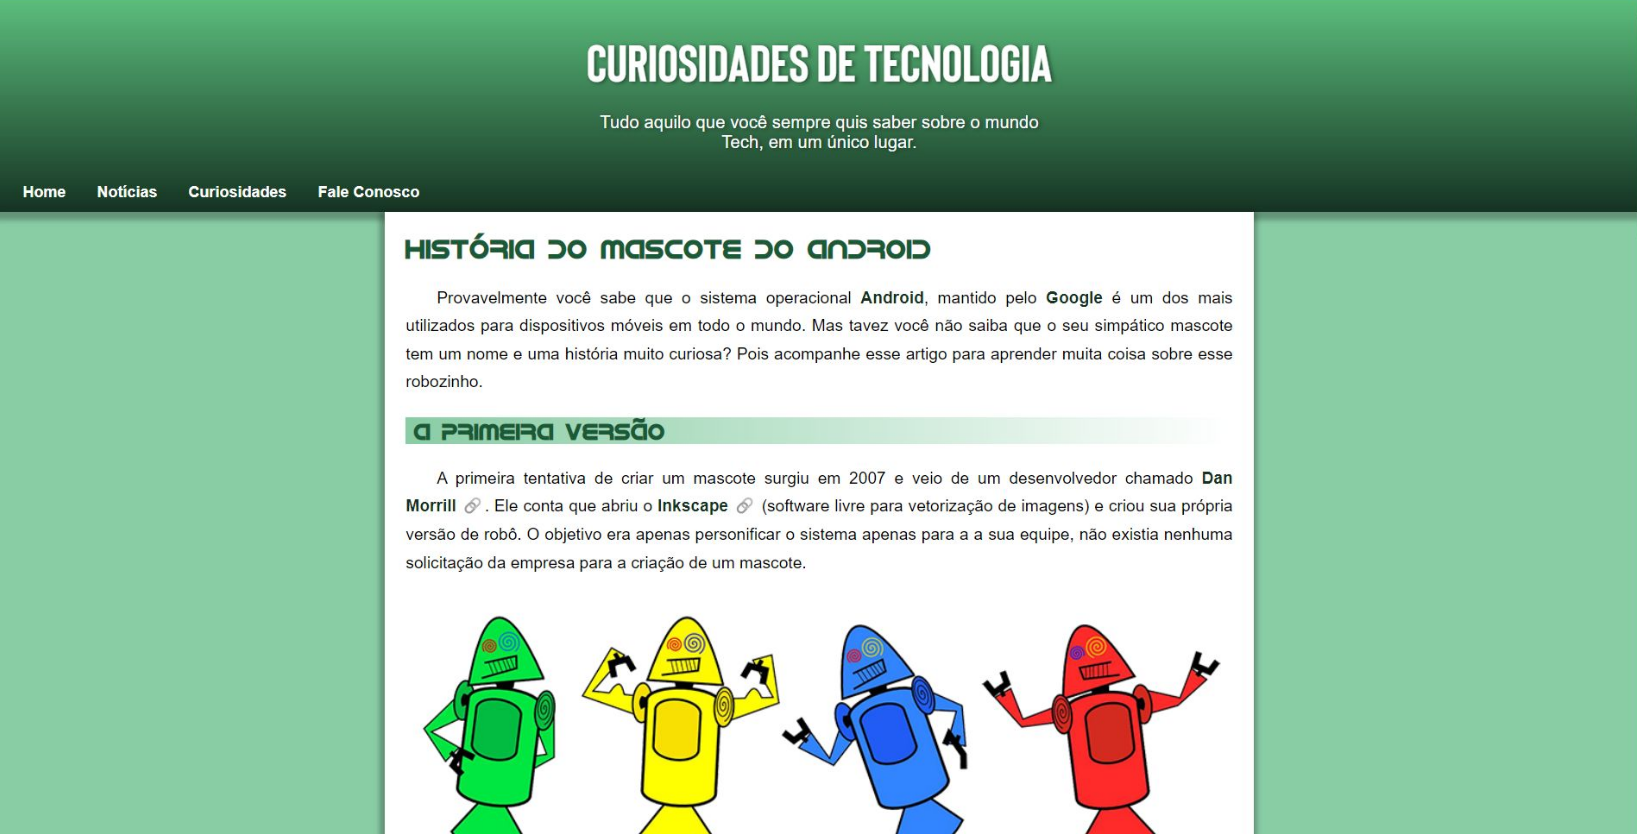 CURIOSIDADES DE TECNOLOGIA
Tudo aquilo que você sempre quis saber sobre o mundo
Tech, em um único lugar.
Home Notícias Curiosidades Fale Conosco
HISTÓRIA DO MASCOTE DO ANDROID
Provavelmente você sabe que o sistema operacional Android, mantido pelo Google é um dos mais
utilizados para dispositivos móveis em todo o mundo. Mas tavez você não saiba que o seu simpático mascote
tem um nome e uma história muito curiosa? Pois acompanhe esse artigo para aprender muita coisa sobre esse
robozinho.
A PRIMEIRA VERSÃO
A primeira tentativa de criar um mascote surgiu em 2007 e veio de um desenvolvedor chamado Dan
Morrill 🔗. Ele conta que abriu o Inkscape 🔗 (software livre para vetorização de imagens) e criou sua própria
versão de robô. O objetivo era apenas personificar o sistema apenas para a a sua equipe, não existia nenhuma
solicitação da empresa para a criação de um mascote.